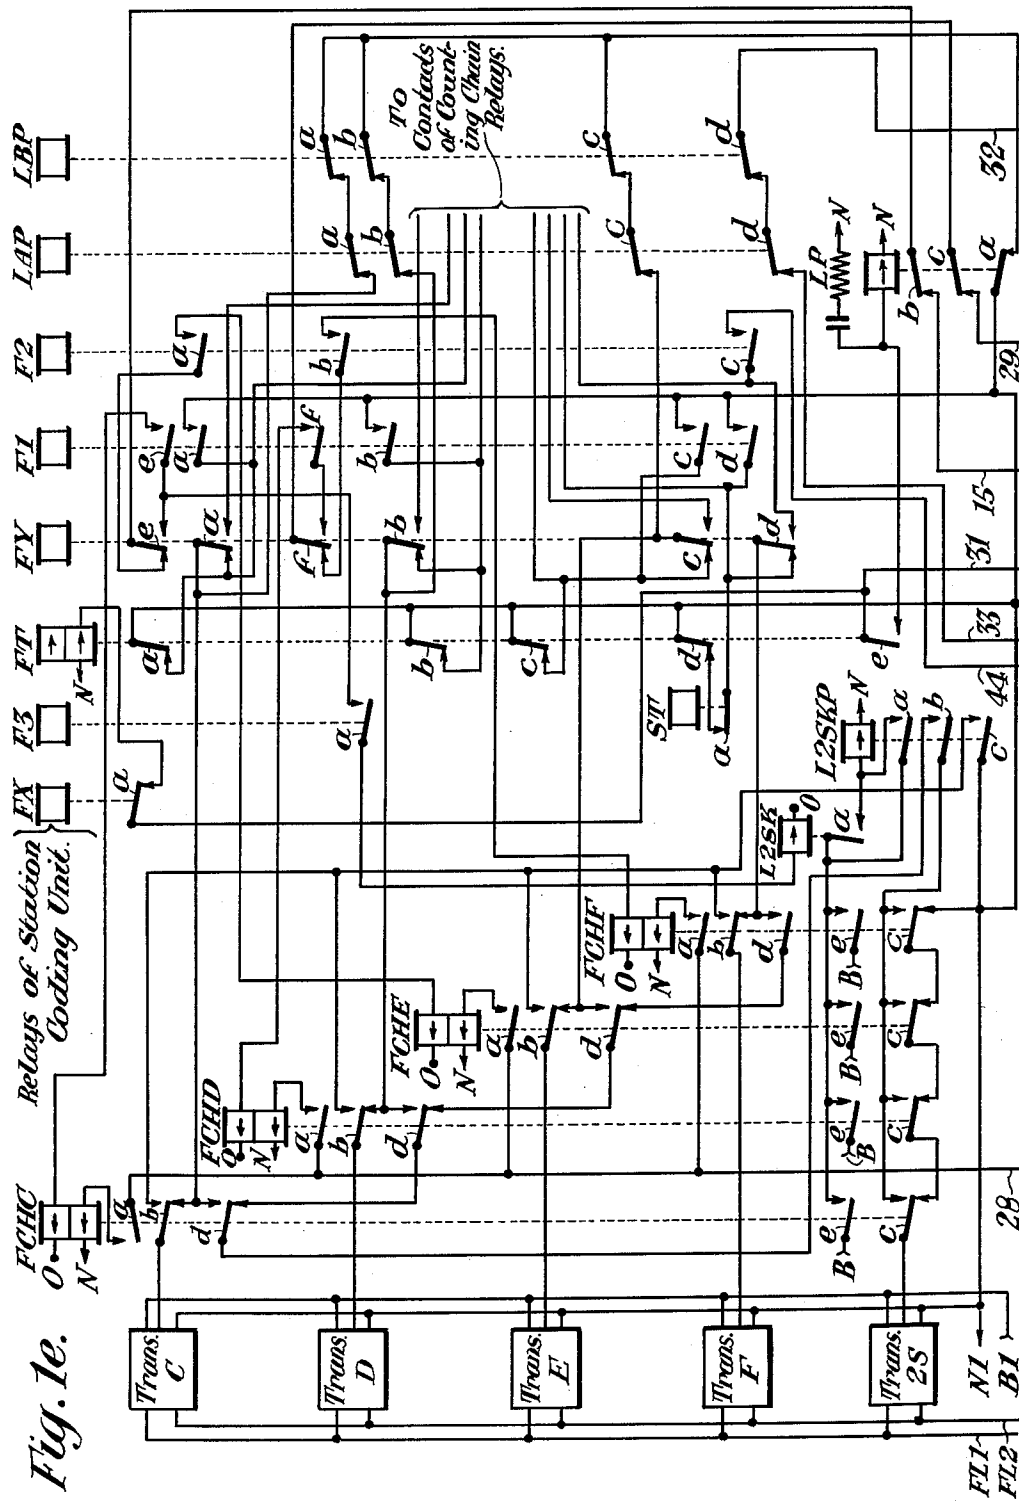 Fig. 1e.
Relays of Station
Coding Unit.
FCHC
FX
F3
FT
FY
F1
F2
LAP
LBP
O
N
a
b
d
Trans.
C
FCHD
O
N
a
b
d
Trans.
D
FCHE
O
N
a
b
d
Trans.
E
FCHF
O
N
a
b
d
Trans.
F
B
e
c
B
e
c
B
e
c
B
e
c
Trans.
2S
L2SK
O
a
L2SKP
N
a
b
c
a
a
N
a
b
c
d
e
ST
a
e
a
f
b
c
d
e
a
f
b
c
d
a
b
c
a
b
c
d
a
b
c
d
To
Contacts
of Count-
ing Chain
Relays.
LP
N
N
b
c
a
FL1
FL2
N1
B1
28
44
33
31
15
29
32